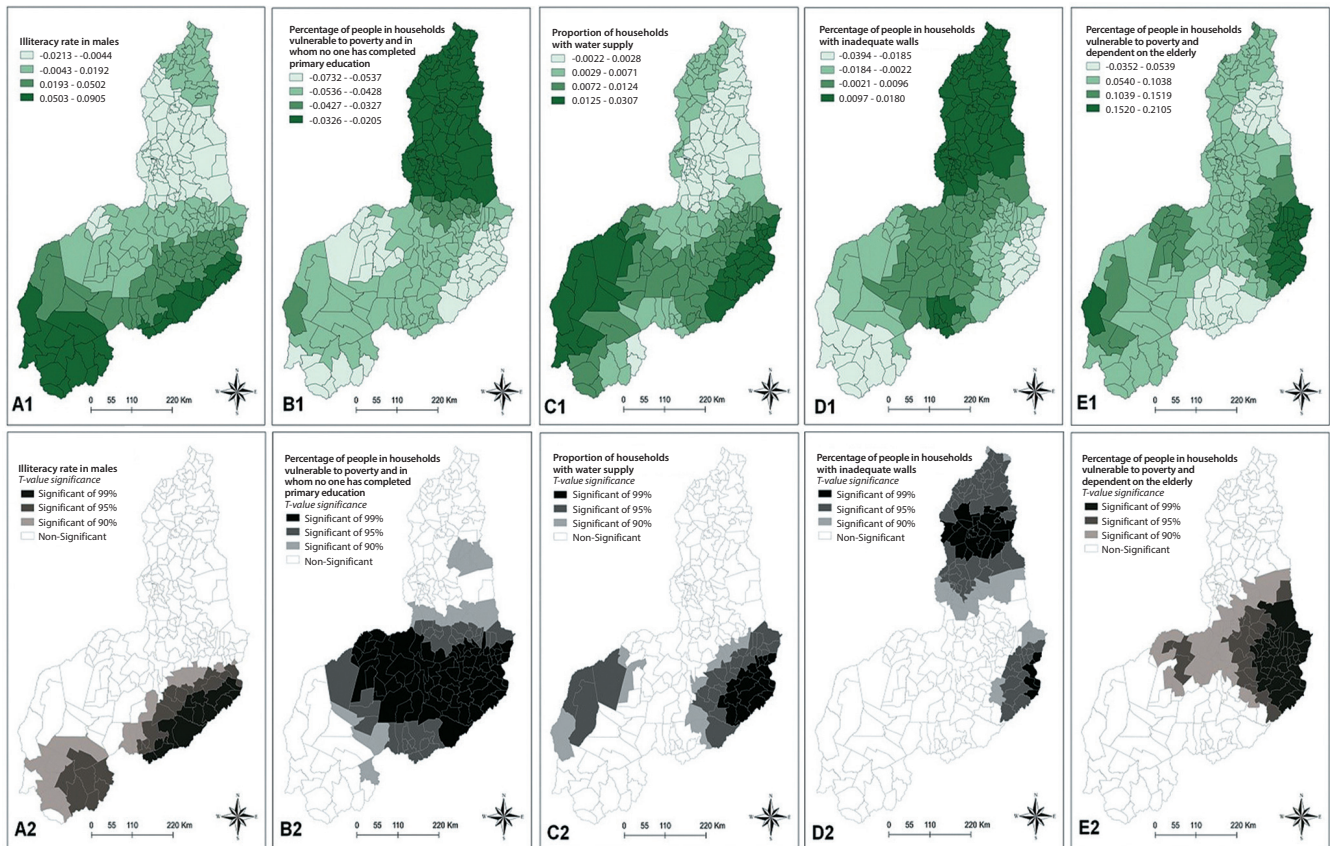 Illiteracy rate in males
-0.0213 - -0.0044
-0.0043 - 0.0192
0.0193 - 0.0502
0.0503 - 0.0905
W
N
E
S
A1
0 55 110 220 Km
Percentage of people in households
vulnerable to poverty and in
whom no one has completed
primary education
-0.0732 - -0.0537
-0.0536 - -0.0428
-0.0427 - -0.0327
-0.0326 - -0.0205
W
N
E
S
B1
0 55 110 220 Km
Proportion of households
with water supply
-0.0022 - 0.0028
0.0029 - 0.0071
0.0072 - 0.0124
0.0125 - 0.0307
W
N
E
S
C1
0 55 110 220 Km
Percentage of people in households
with inadequate walls
-0.0394 - -0.0185
-0.0184 - -0.0022
-0.0021 - 0.0096
0.0097 - 0.0180
W
N
E
S
D1
0 55 110 220 Km
Percentage of people in households
vulnerable to poverty and
dependent on the elderly
-0.0352 - 0.0539
0.0540 - 0.1038
0.1039 - 0.1519
0.1520 - 0.2105
W
N
E
S
E1
0 55 110 220 Km
Illiteracy rate in males
T-value significance
Significant of 99%
Significant of 95%
Significant of 90%
Non-Significant
W
N
E
S
A2
0 55 110 220 Km
Percentage of people in households
vulnerable to poverty and in
whom no one has completed
primary education
T-value significance
Significant of 99%
Significant of 95%
Significant of 90%
Non-Significant
W
N
E
S
B2
0 55 110 220 Km
Proportion of households
with water supply
T-value significance
Significant of 99%
Significant of 95%
Significant of 90%
Non-Significant
W
N
E
S
C2
0 55 110 220 Km
Percentage of people in households
with inadequate walls
T-value significance
Significant of 99%
Significant of 95%
Significant of 90%
Non-Significant
W
N
E
S
D2
0 55 110 220 Km
Percentage of people in households
vulnerable to poverty and
dependent on the elderly
T-value significance
Significant of 99%
Significant of 95%
Significant of 90%
Non-Significant
W
N
E
S
E2
0 55 110 220 Km